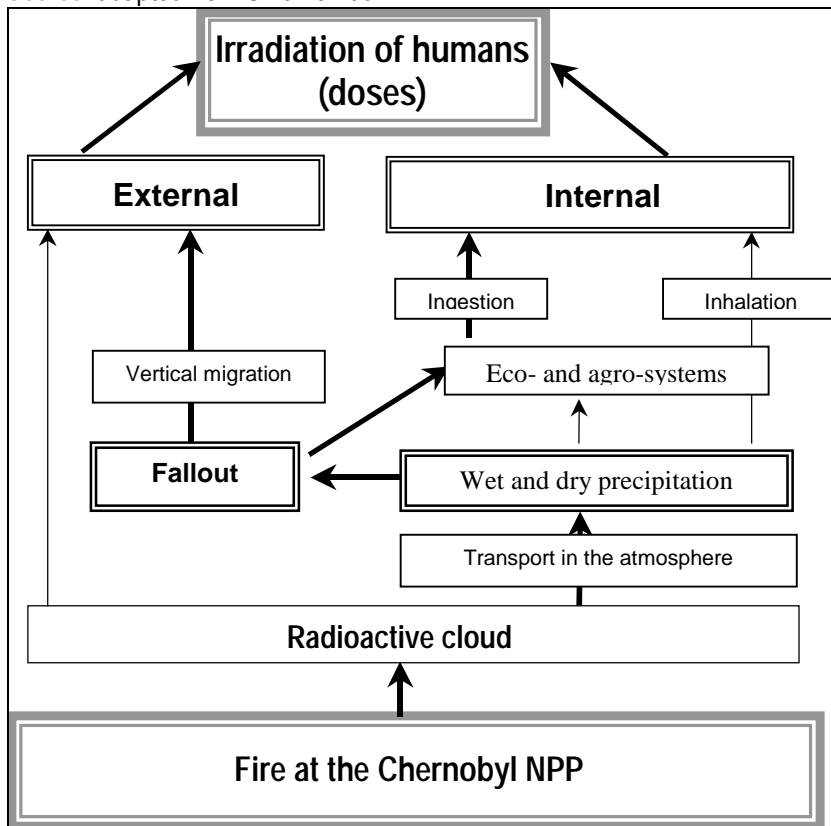 Irradiation of humans
(doses)
External
Internal
Ingestion
Inhalation
Vertical migration
Eco- and agro-systems
Fallout
Wet and dry precipitation
Transport in the atmosphere
Radioactive cloud
Fire at the Chernobyl NPP